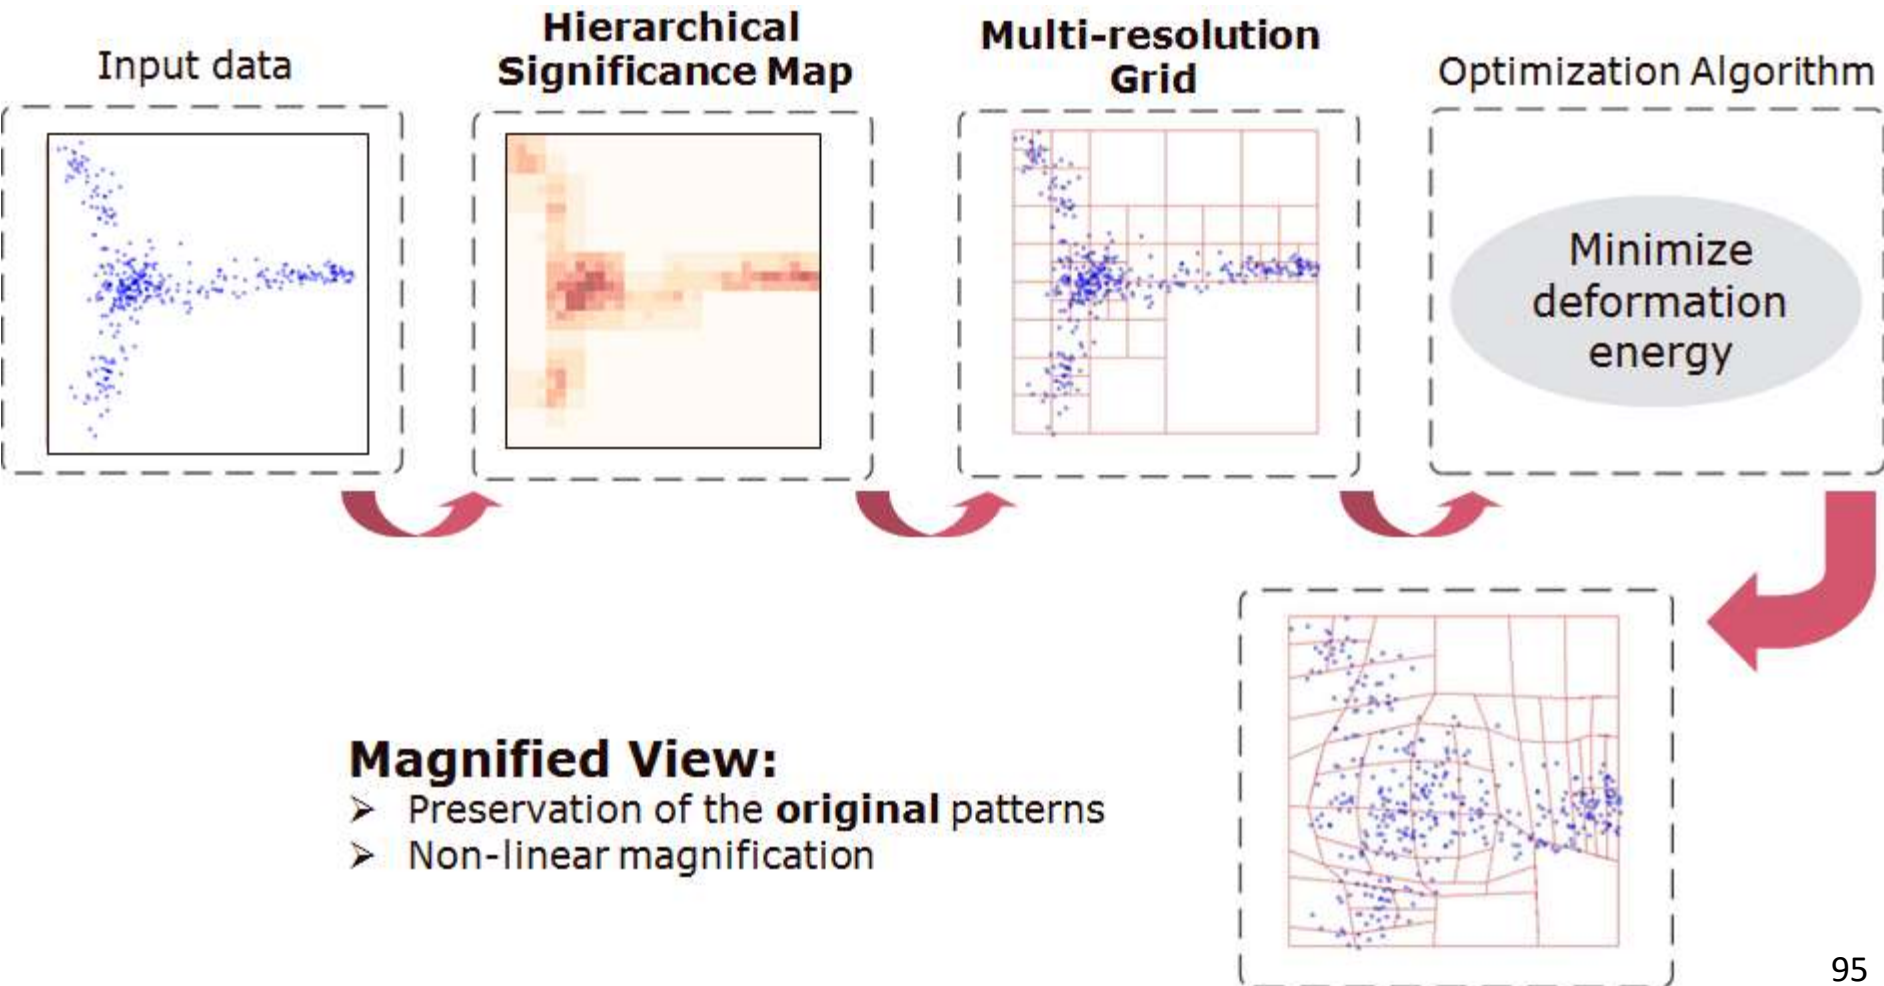 Input data
Hierarchical
Significance Map
Multi-resolution
Grid
Optimization Algorithm
Minimize
deformation
energy
Magnified View:
➢ Preservation of the original patterns
➢ Non-linear magnification
95